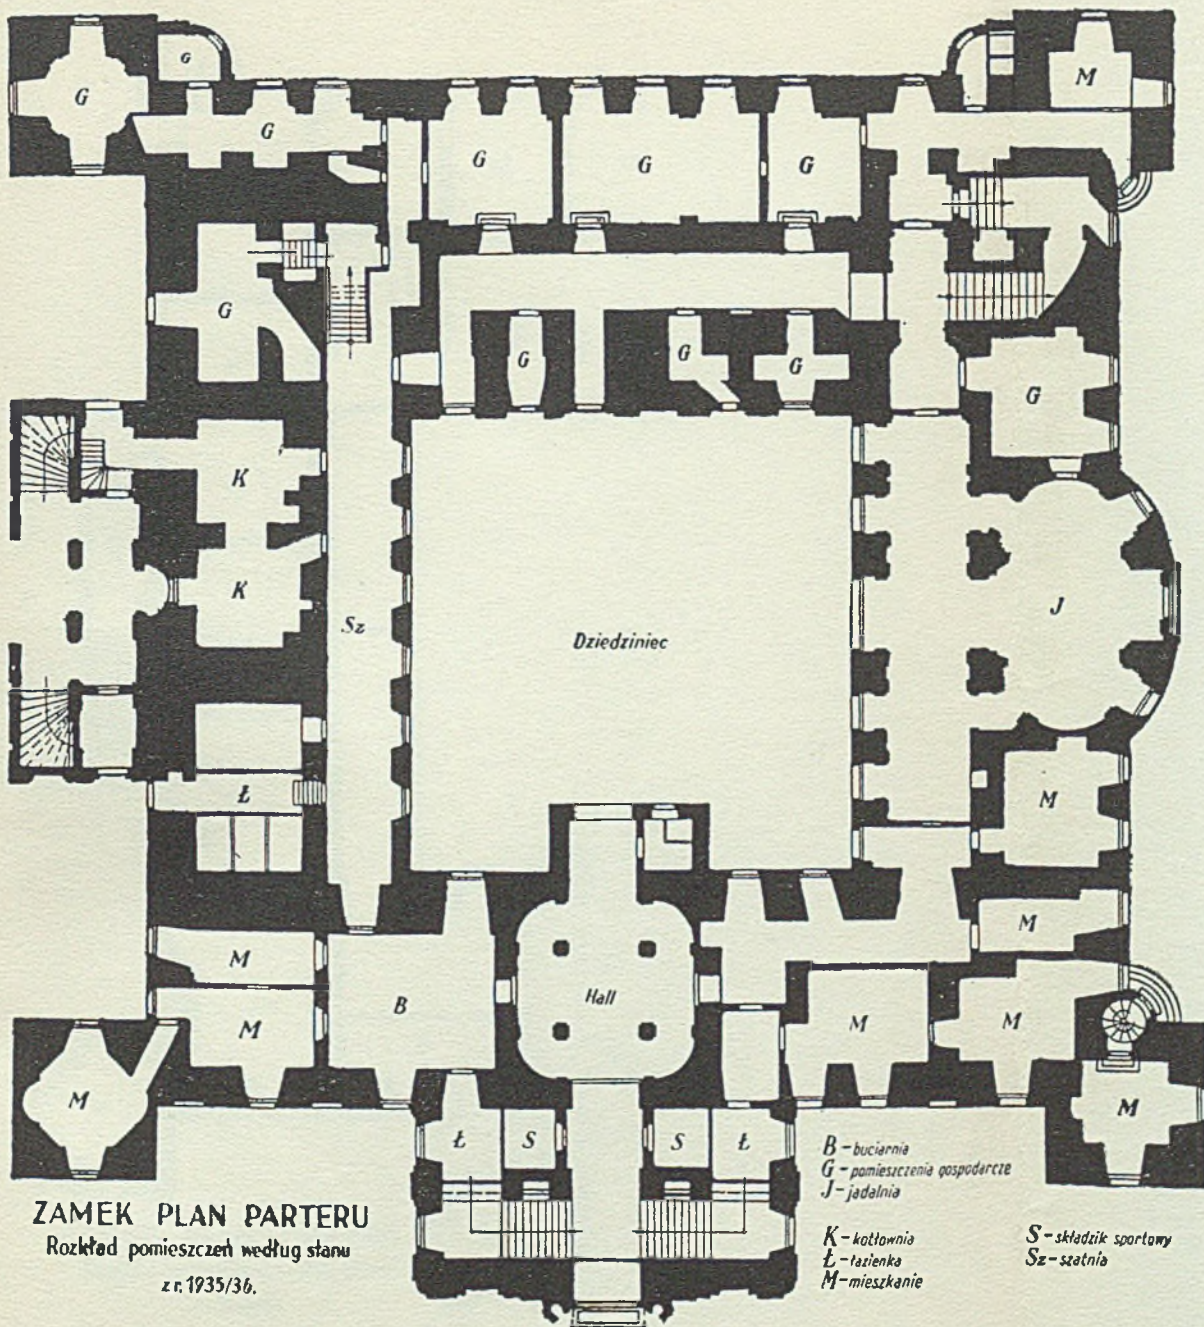 G
G
M
G
G
G
G
G
G
G
G
G
K
K
Sz
J
Dziedziniec
Ł
M
M
M
B
Hall
M
M
M
M
M
Ł
S
S
Ł
ZAMEK PLAN PARTERU
Rozkład pomieszczeń według stanu
z r. 1935/36.
B - buciarnia
G - pomieszczenia gospodarcze
J - jadalnia
K - kotłownia
Ł - łazienka
M - mieszkanie
S - składzik sportowy
Sz - szatnia